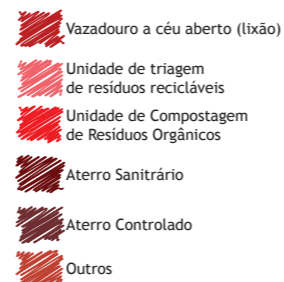 Vazadouro a céu aberto (lixão)
Unidade de triagem
de resíduos recicláveis
Unidade de Compostagem
de Resíduos Orgânicos
Aterro Sanitrário
Aterro Controlado
Outros